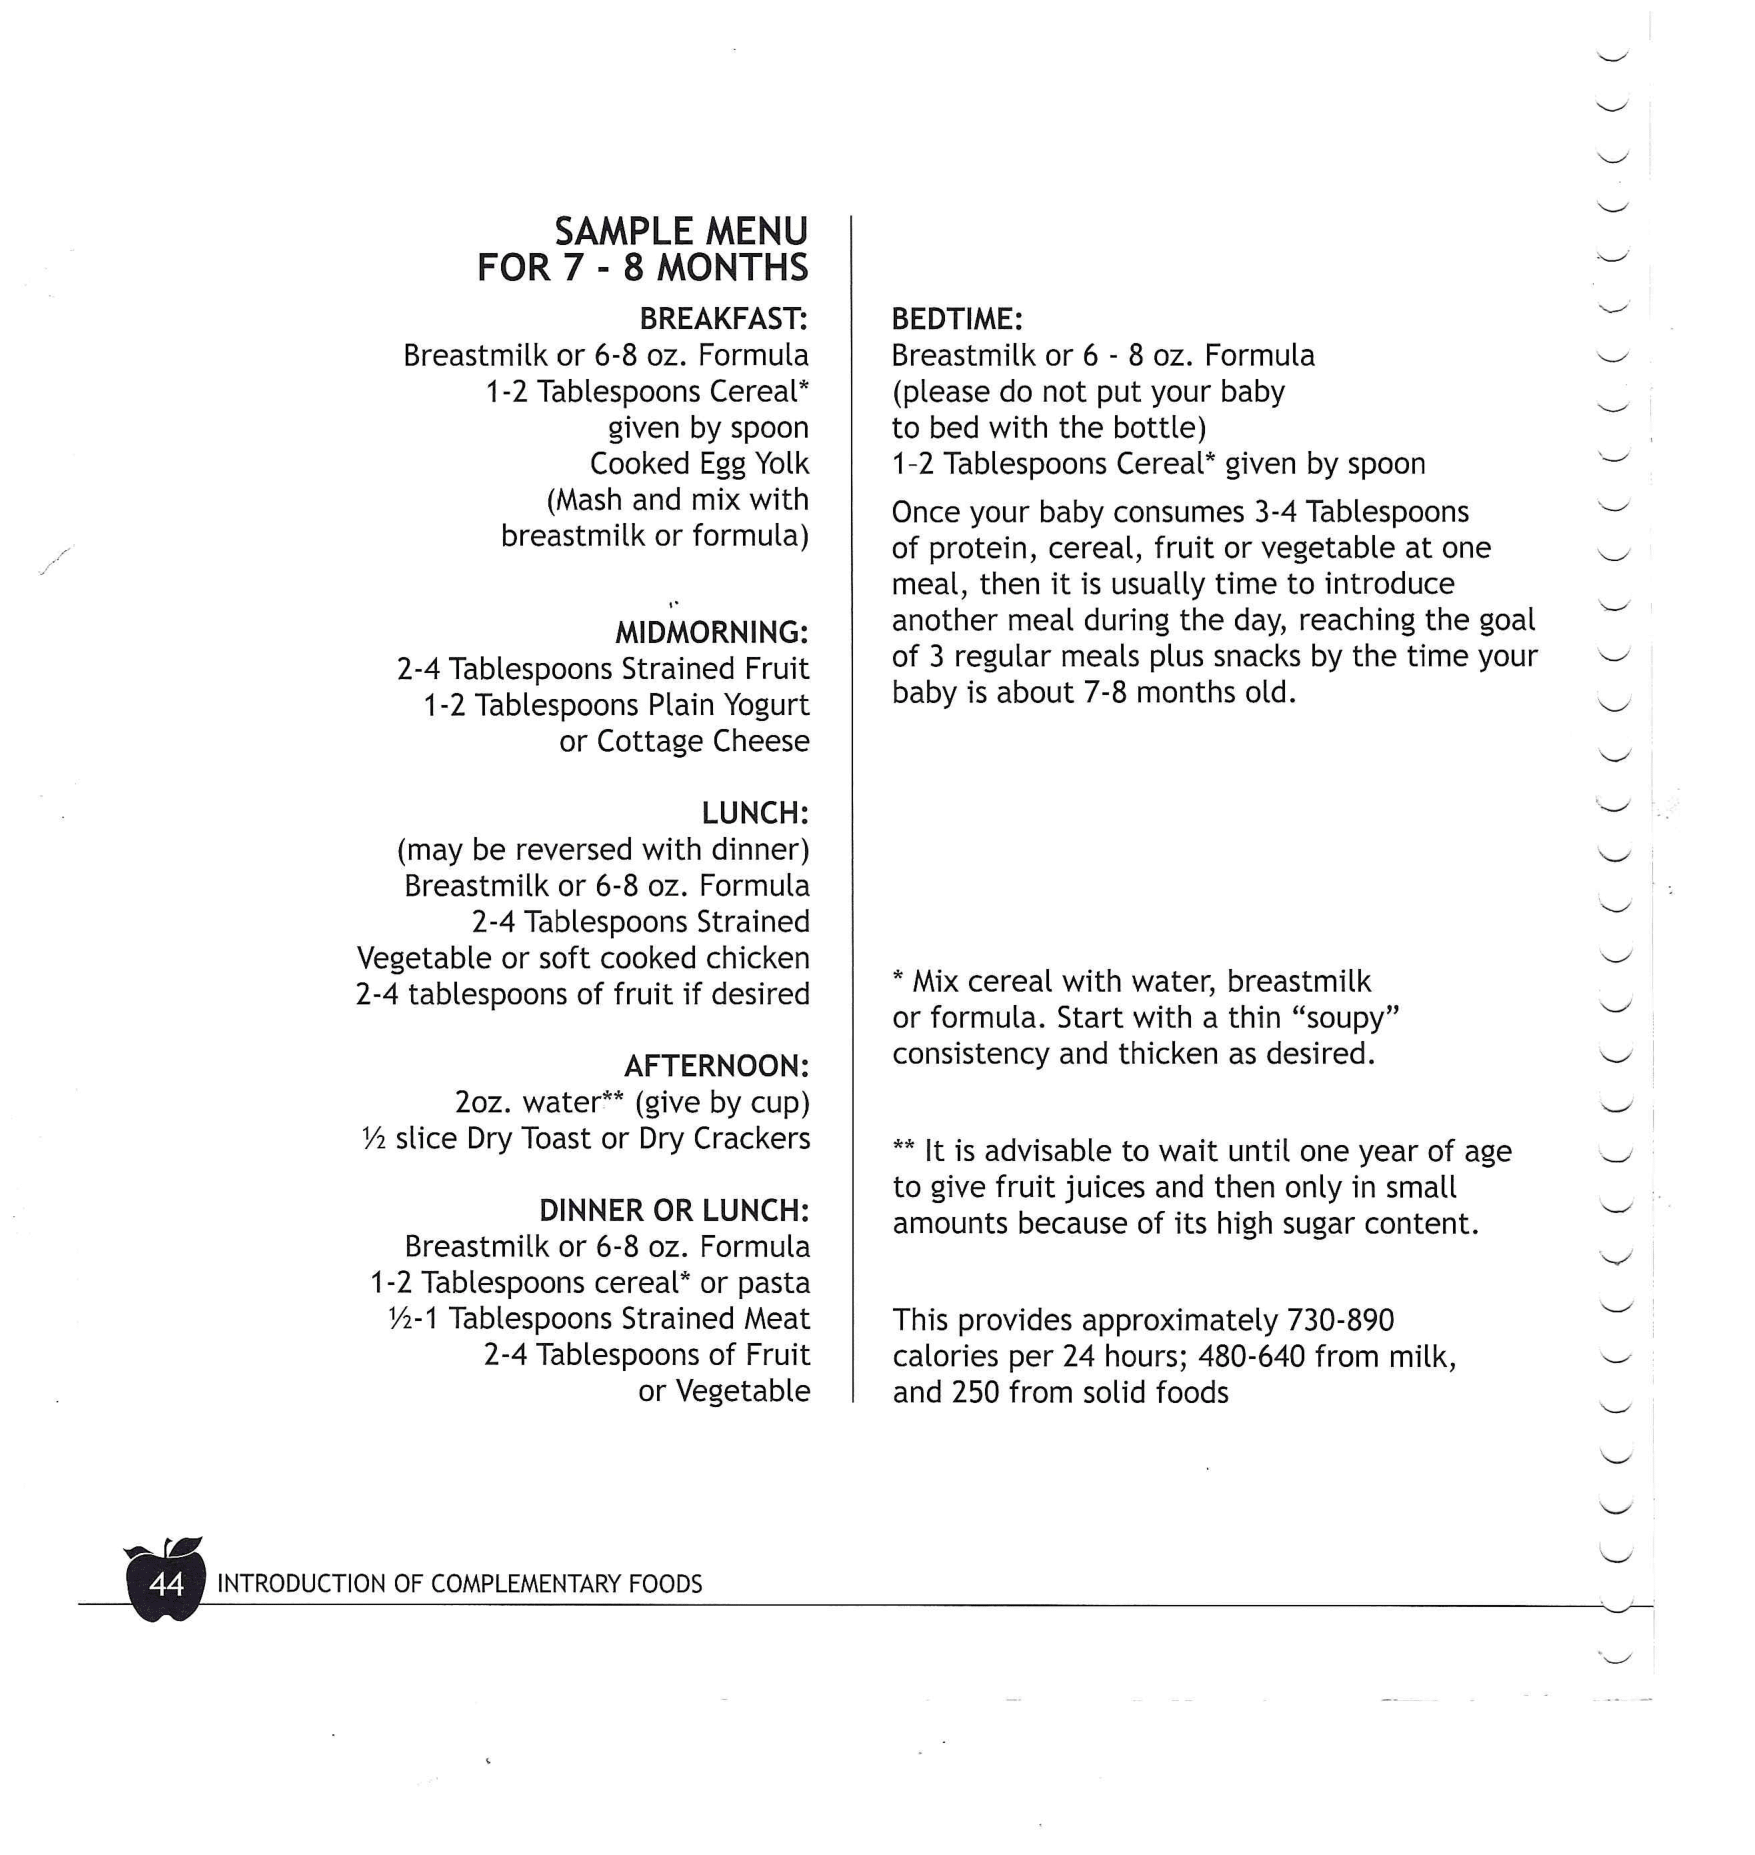 SAMPLE MENU
FOR 7 - 8 MONTHS
BREAKFAST:
Breastmilk or 6-8 oz. Formula
1-2 Tablespoons Cereal*
given by spoon
Cooked Egg Yolk
(Mash and mix with
breastmilk or formula)
MIDMORNING:
2-4 Tablespoons Strained Fruit
1-2 Tablespoons Plain Yogurt
or Cottage Cheese
LUNCH:
(may be reversed with dinner)
Breastmilk or 6-8 oz. Formula
2-4 Tablespoons Strained
Vegetable or soft cooked chicken
2-4 tablespoons of fruit if desired
AFTERNOON:
2oz. water** (give by cup)
½ slice Dry Toast or Dry Crackers
DINNER OR LUNCH:
Breastmilk or 6-8 oz. Formula
1-2 Tablespoons cereal* or pasta
½-1 Tablespoons Strained Meat
2-4 Tablespoons of Fruit
or Vegetable
BEDTIME:
Breastmilk or 6 - 8 oz. Formula
(please do not put your baby
to bed with the bottle)
1-2 Tablespoons Cereal* given by spoon
Once your baby consumes 3-4 Tablespoons
of protein, cereal, fruit or vegetable at one
meal, then it is usually time to introduce
another meal during the day, reaching the goal
of 3 regular meals plus snacks by the time your
baby is about 7-8 months old.
* Mix cereal with water, breastmilk
or formula. Start with a thin “soupy”
consistency and thicken as desired.
** It is advisable to wait until one year of age
to give fruit juices and then only in small
amounts because of its high sugar content.
This provides approximately 730-890
calories per 24 hours; 480-640 from milk,
and 250 from solid foods
44 INTRODUCTION OF COMPLEMENTARY FOODS